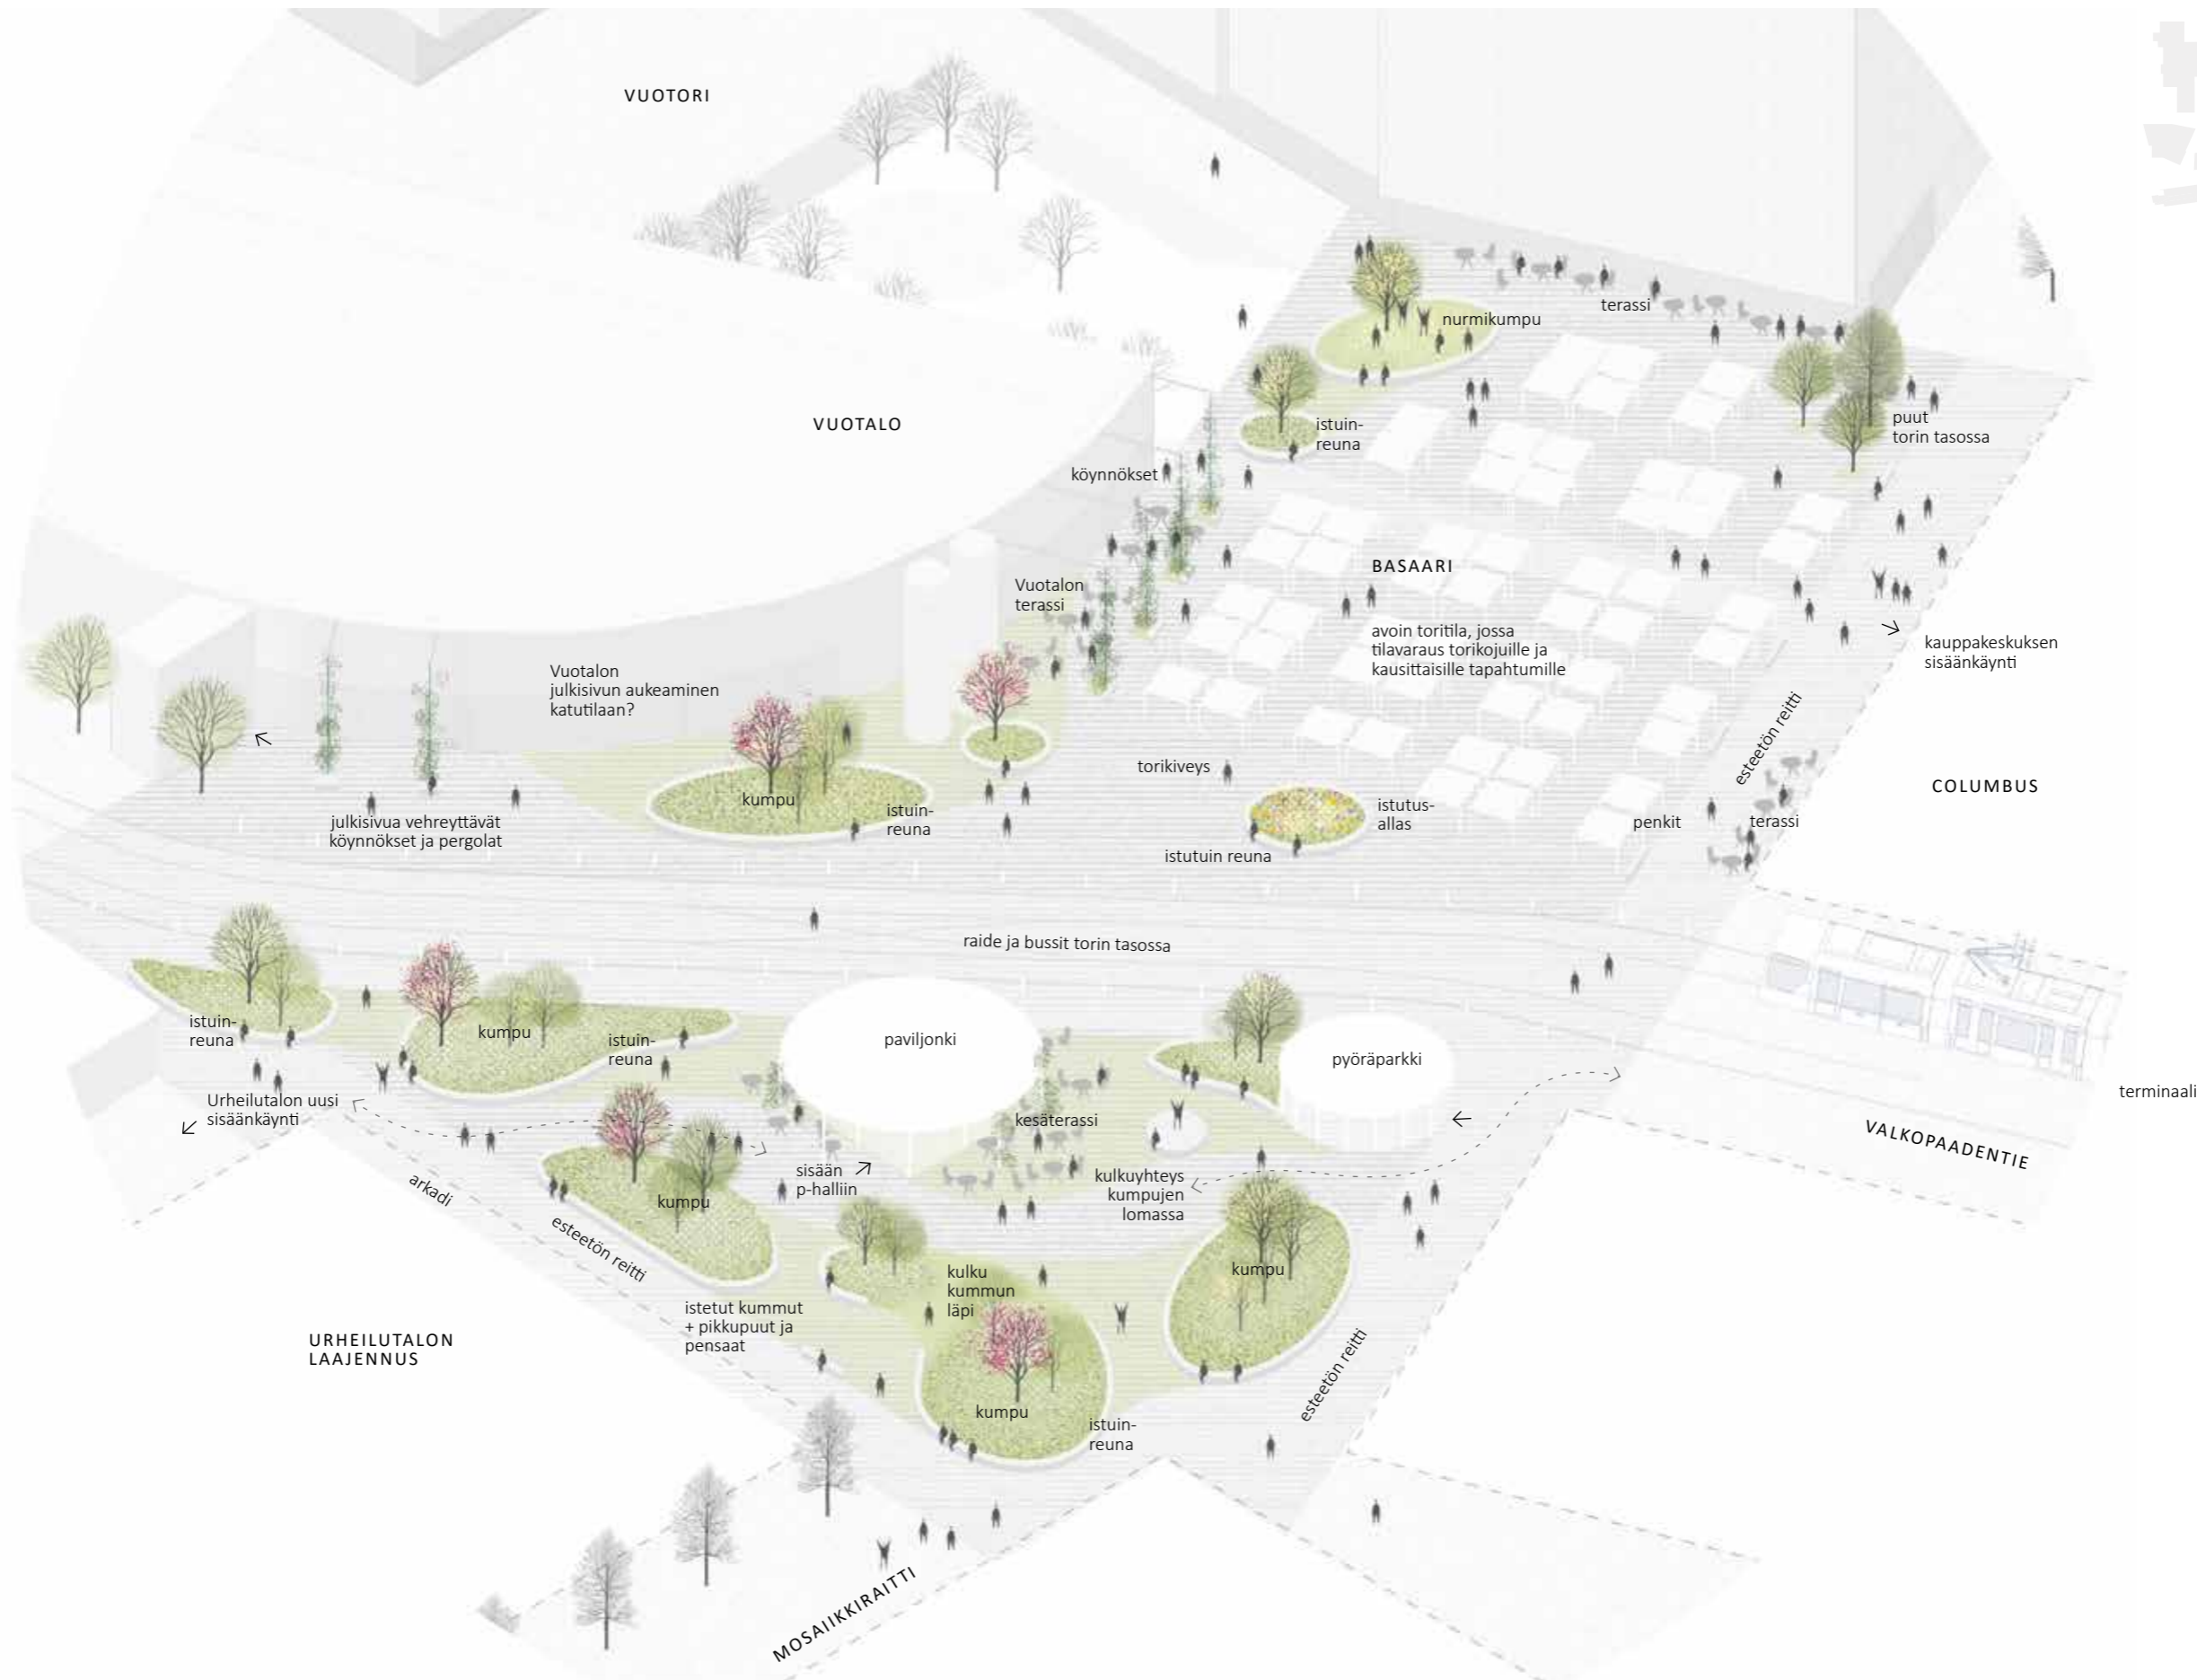 VUOTORI
terassi
nurmikumpu
VUOTALO
istuin-
reuna
puut
torin tasossa
köynnökset
BASAARI
Vuotalon
terassi
avoin toritila, jossa
tilavaraus torikojuille ja
kausittaisille tapahtumille
kauppakeskuksen
sisäänkäynti
Vuotalon
julkisivun aukeaminen
katutilaan?
esteetön reitti
torikiveys
COLUMBUS
kumpu
istuin-
reuna
istutus-
allas
penkit
terassi
julkisivua vehreyttävät
köynnökset ja pergolat
istutuin reuna
raide ja bussit torin tasossa
istuin-
reuna
kumpu
istuin-
reuna
paviljonki
pyöräparkki
terminaali
Urheilutalon uusi
sisäänkäynti
kesäterassi
VALKOPAADENTIE
arkadi
sisään
p-halliin
kulkuyhteys
kumpujen
lomassa
kumpu
esteetön reitti
kulku
kummun
läpi
kumpu
istetut kummut
+ pikkupuut ja
pensaat
URHEILUTALON
LAAJENNUS
esteetön reitti
kumpu
istuin-
reuna
MOSAIIKKIRAITTI